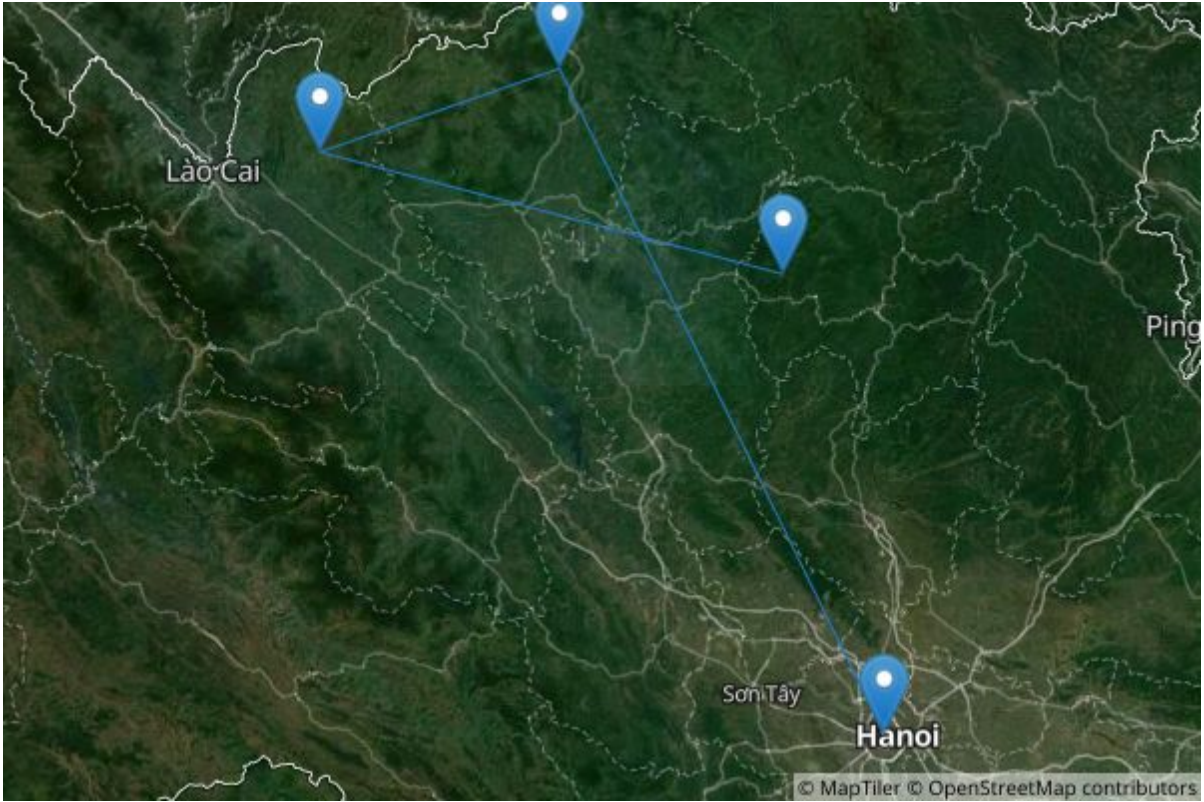 Lào Cai
Ping
Sơn Tây
Hanoi
© MapTiler © OpenStreetMap contributors